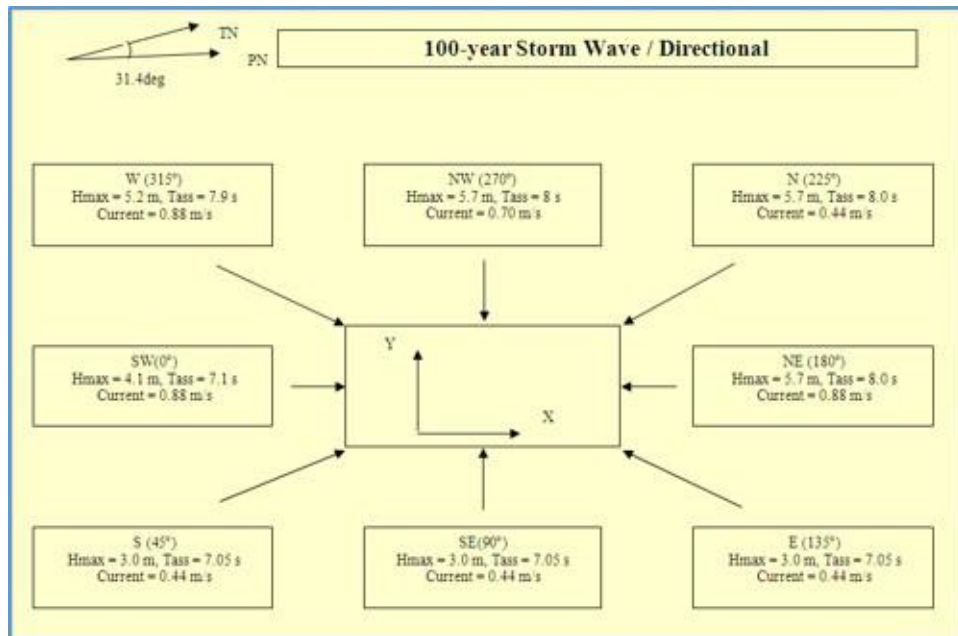 TN
PN
31.4deg
100-year Storm Wave / Directional
W (315°)
Hmax = 5.2 m, Tass = 7.9 s
Current = 0.88 m/s
NW (270°)
Hmax = 5.7 m, Tass = 8 s
Current = 0.70 m/s
N (225°)
Hmax = 5.7 m, Tass = 8.0 s
Current = 0.44 m/s
SW(0°)
Hmax = 4.1 m, Tass = 7.1 s
Current = 0.88 m/s
Y
X
NE (180°)
Hmax = 5.7 m, Tass = 8.0 s
Current = 0.88 m/s
S (45°)
Hmax = 3.0 m, Tass = 7.05 s
Current = 0.44 m/s
SE(90°)
Hmax = 3.0 m, Tass = 7.05 s
Current = 0.44 m/s
E (135°)
Hmax = 3.0 m, Tass = 7.05 s
Current = 0.44 m/s